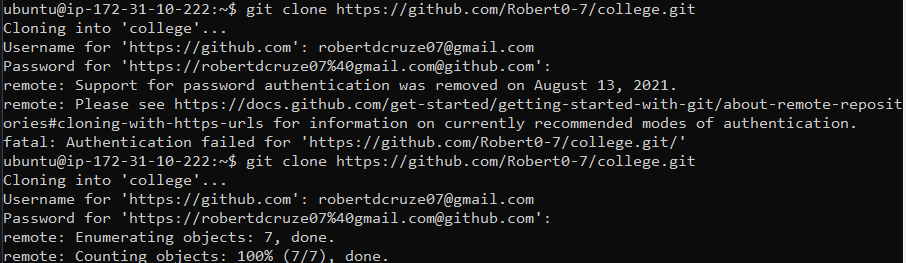 ubuntu@ip-172-31-10-222:~$ git clone https://github.com/Robert0-7/college.git
Cloning into 'college'...
Username for 'https://github.com': robertdcruze07@gmail.com
Password for 'https://robertdcruze07%40gmail.com@github.com':
remote: Support for password authentication was removed on August 13, 2021.
remote: Please see https://docs.github.com/get-started/getting-started-with-git/about-remote-reposit
ories#cloning-with-https-urls for information on currently recommended modes of authentication.
fatal: Authentication failed for 'https://github.com/Robert0-7/college.git/'
ubuntu@ip-172-31-10-222:~$ git clone https://github.com/Robert0-7/college.git
Cloning into 'college'...
Username for 'https://github.com': robertdcruze07@gmail.com
Password for 'https://robertdcruze07%40gmail.com@github.com':
remote: Enumerating objects: 7, done.
remote: Counting objects: 100% (7/7), done.